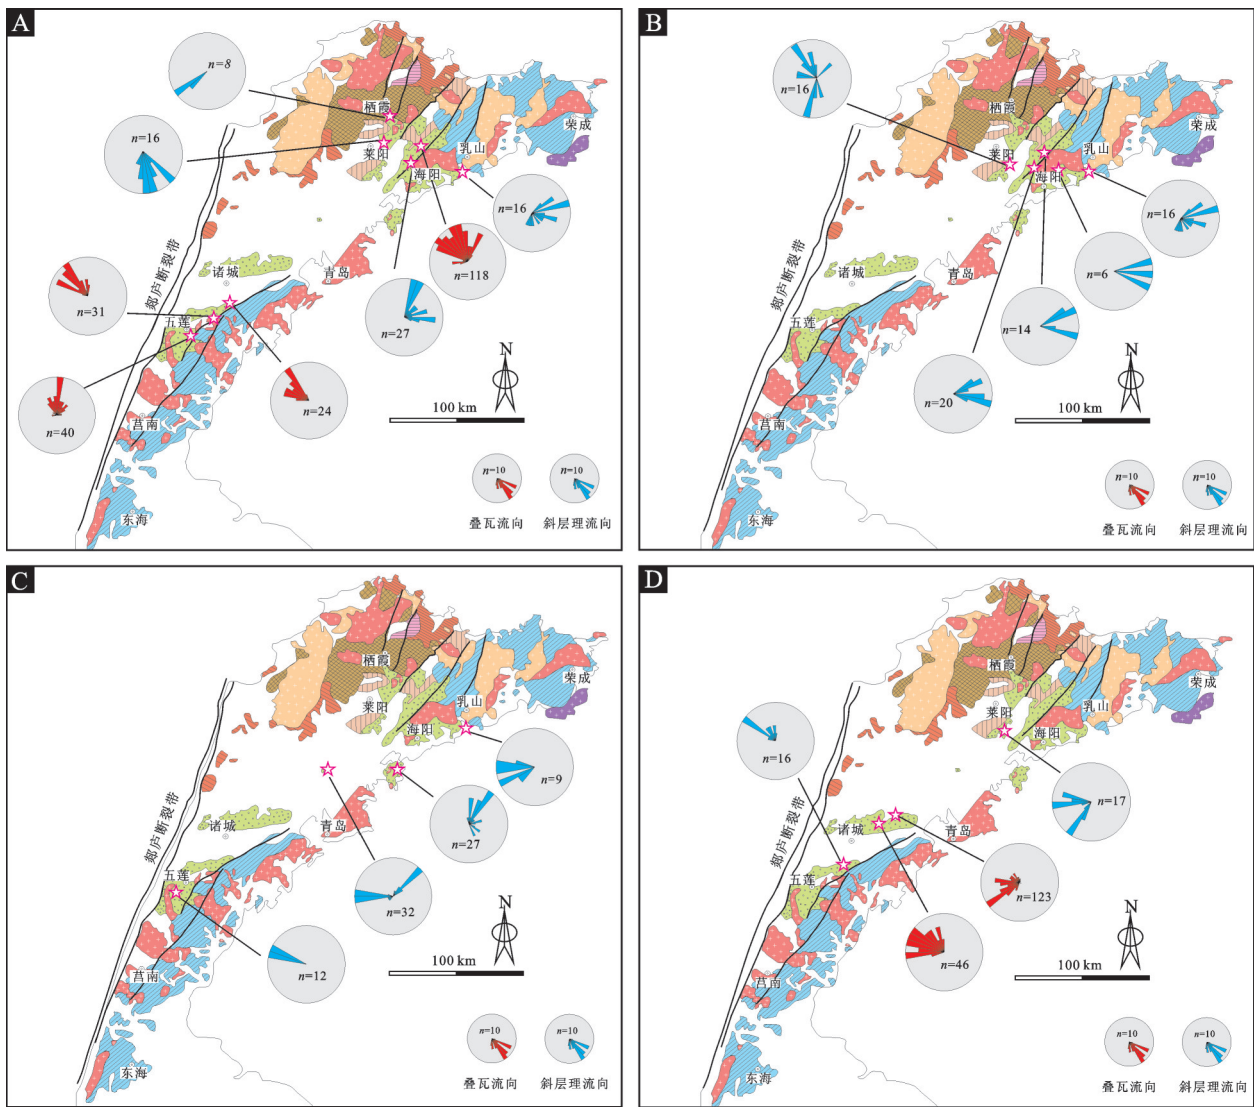 A
n=8
栖霞
荣成
n=16
莱阳
乳山
海阳
n=16
n=118
郯庐断裂带
诸城
青岛
n=31
n=27
五莲
N
n=24
n=40
100 km
莒南
n=10
n=10
东海
叠瓦流向
斜层理流向
B
n=16
栖霞
荣成
莱阳
乳山
海阳
n=16
郯庐断裂带
诸城
青岛
n=6
五莲
n=14
N
n=20
100 km
莒南
n=10
n=10
东海
叠瓦流向
斜层理流向
C
栖霞
荣成
莱阳
乳山
海阳
n=9
郯庐断裂带
诸城
青岛
n=27
五莲
n=32
N
n=12
100 km
莒南
n=10
n=10
东海
叠瓦流向
斜层理流向
D
栖霞
荣成
莱阳
乳山
海阳
n=16
n=17
郯庐断裂带
诸城
青岛
五莲
n=123
N
n=46
100 km
莒南
n=10
n=10
东海
叠瓦流向
斜层理流向